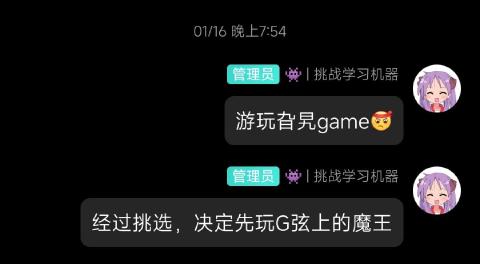 01/16 晚上7:54
管理员 👾 | 挑战学习机器
游玩旮旯game
管理员 👾 | 挑战学习机器
经过挑选，决定先玩G弦上的魔王